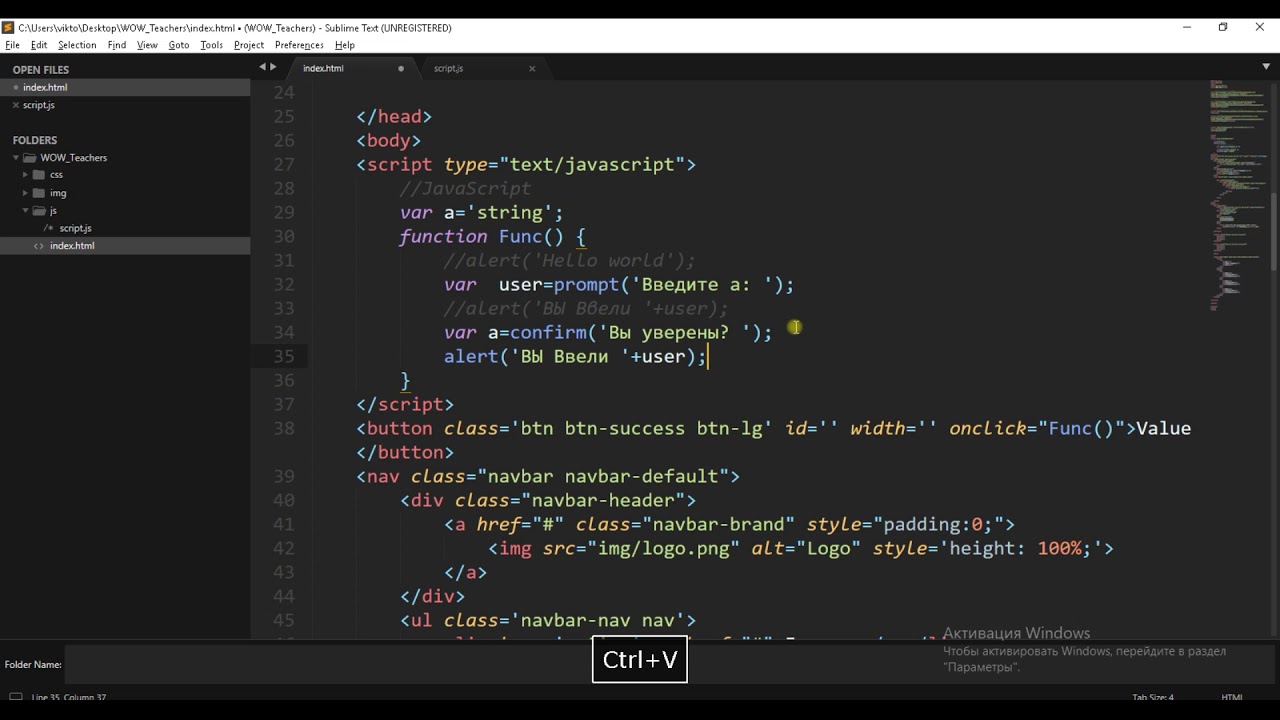 C:\Users\vikto\Desktop\WOW_Teachers\index.html • (WOW_Teachers) - Sublime Text (UNREGISTERED)
File Edit Selection Find View Goto Tools Project Preferences Help
OPEN FILES
index.html
script.js
FOLDERS
WOW_Teachers
css
img
js
/* script.js
<> index.html
index.html
script.js
24
25 </head>
26 <body>
27 <script type="text/javascript">
28 //JavaScript
29 var a='string';
30 function Func() {
31 //alert('Hello world');
32 var  user=prompt('Введите a: ');
33 //alert('ВЫ Ввели '+user);
34 var a=confirm('Вы уверены? ');
35 alert('ВЫ Ввели '+user);
36 }
37 </script>
38 <button class='btn btn-success btn-lg' id='' width='' onclick="Func()">Value
</button>
39 <nav class="navbar navbar-default">
40 <div class="navbar-header">
41 <a href="#" class="navbar-brand" style="padding:0;">
42 <img src="img/logo.png" alt="Logo" style='height: 100%;'>
43 </a>
44 </div>
45 <ul class='navbar-nav nav'>
Ctrl+V
Активация Windows
Чтобы активировать Windows, перейдите в раздел
"Параметры".
Folder Name:
Line 35, Column 37
Tab Size: 4
HTML